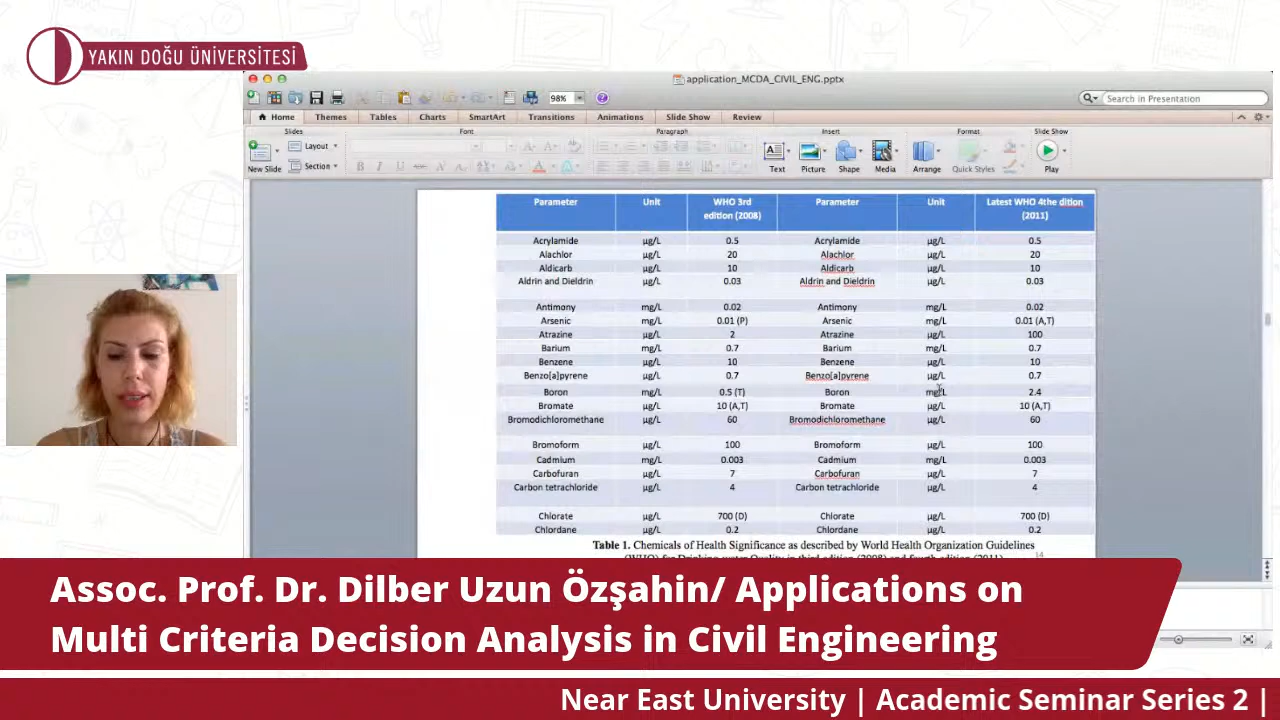 YAKIN DOĞU ÜNİVERSİTESİ
application_MCDA_CIVIL_ENG.pptx
98%
Search in Presentation
Home Themes Tables Charts SmartArt Transitions Animations Slide Show Review
Slides Font Paragraph Insert Format Slide Show
Layout
Section
New Slide Text Picture Shape Media Arrange Quick Styles Play
Parameter Unit WHO 3rd edition (2008) Parameter Unit Latest WHO 4the dition (2011)
Acrylamide µg/L 0.5 Acrylamide µg/L 0.5
Alachlor µg/L 20 Alachlor µg/L 20
Aldicarb µg/L 10 Aldicarb µg/L 10
Aldrin and Dieldrin µg/L 0.03 Aldrin and Dieldrin µg/L 0.03
Antimony mg/L 0.02 Antimony mg/L 0.02
Arsenic mg/L 0.01 (P) Arsenic mg/L 0.01 (A,T)
Atrazine µg/L 2 Atrazine µg/L 100
Barium mg/L 0.7 Barium mg/L 0.7
Benzene µg/L 10 Benzene µg/L 10
Benzo[a]pyrene µg/L 0.7 Benzo[a]pyrene µg/L 0.7
Boron mg/L 0.5 (T) Boron mg/L 2.4
Bromate µg/L 10 (A,T) Bromate µg/L 10 (A,T)
Bromodichloromethane µg/L 60 Bromodichloromethane µg/L 60
Bromoform µg/L 100 Bromoform µg/L 100
Cadmium mg/L 0.003 Cadmium mg/L 0.003
Carbofuran µg/L 7 Carbofuran µg/L 7
Carbon tetrachloride µg/L 4 Carbon tetrachloride µg/L 4
Chlorate µg/L 700 (D) Chlorate µg/L 700 (D)
Chlordane µg/L 0.2 Chlordane µg/L 0.2
Table 1. Chemicals of Health Significance as described by World Health Organization Guidelines
14
Assoc. Prof. Dr. Dilber Uzun Özşahin/ Applications on
Multi Criteria Decision Analysis in Civil Engineering
Near East University | Academic Seminar Series 2 |